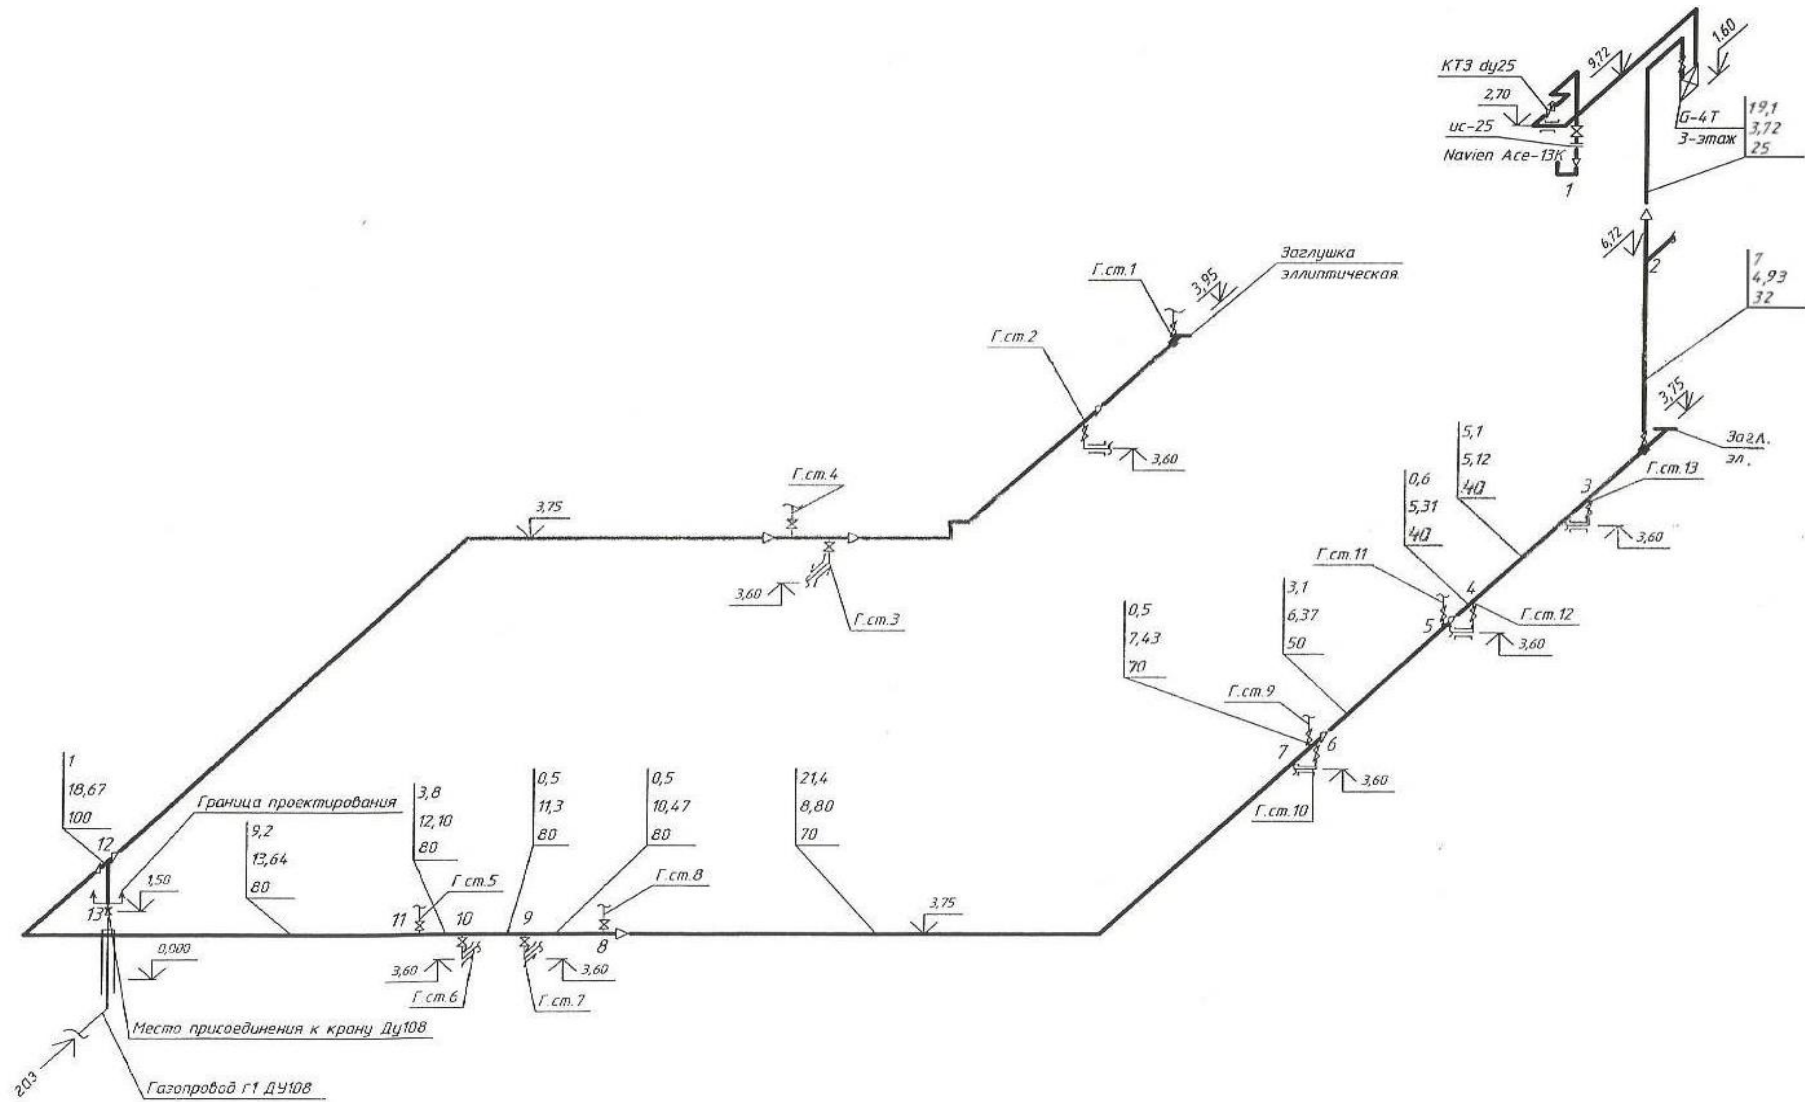 КТЗ dy25
2,70
ис-25
Navien Ace-13К
1
9,72
1.60
G-4Т
3-этаж
19,1
3,72
25
6,72
2
7
4,93
32
Заглушка
эллиптическая.
Г.ст.1
3,95
Г.ст.2
3,60
3,75
Загл.
эл.
Г.ст.13
3
3,60
5,1
5,12
40
0,6
5,31
40
Г.ст.4
3,75
3,60
Г.ст.3
Г.ст.11
4
Г.ст.12
5
3,60
3,1
6,37
50
0,5
7,43
70
Г.ст.9
7
6
3,60
Г.ст.10
1
18,67
100
12
Граница проектирования
9,2
13,64
80
3,8
12,10
80
0,5
11,3
80
0,5
10,47
80
21,4
8,80
70
1,50
13
Г.ст.5
Г.ст.8
11
10
9
8
3,75
0,000
3,60
3,60
Г.ст.6
Г.ст.7
Место присоединения к крану Ду108
газ
Газопровод г1 ДУ108